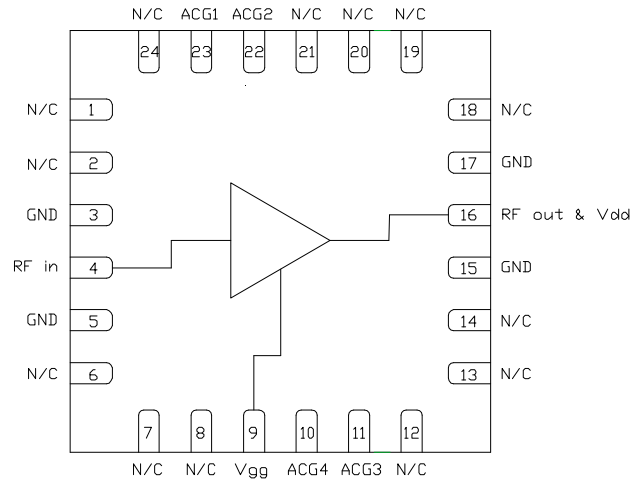 N/C ACG1 ACG2 N/C N/C N/C
24 23 22 21 20 19
N/C 1 18 N/C
N/C 2 17 GND
GND 3 16 RF out & Vdd
RF in 4 15 GND
GND 5 14 N/C
N/C 6 13 N/C
7 8 9 10 11 12
N/C N/C Vgg ACG4 ACG3 N/C